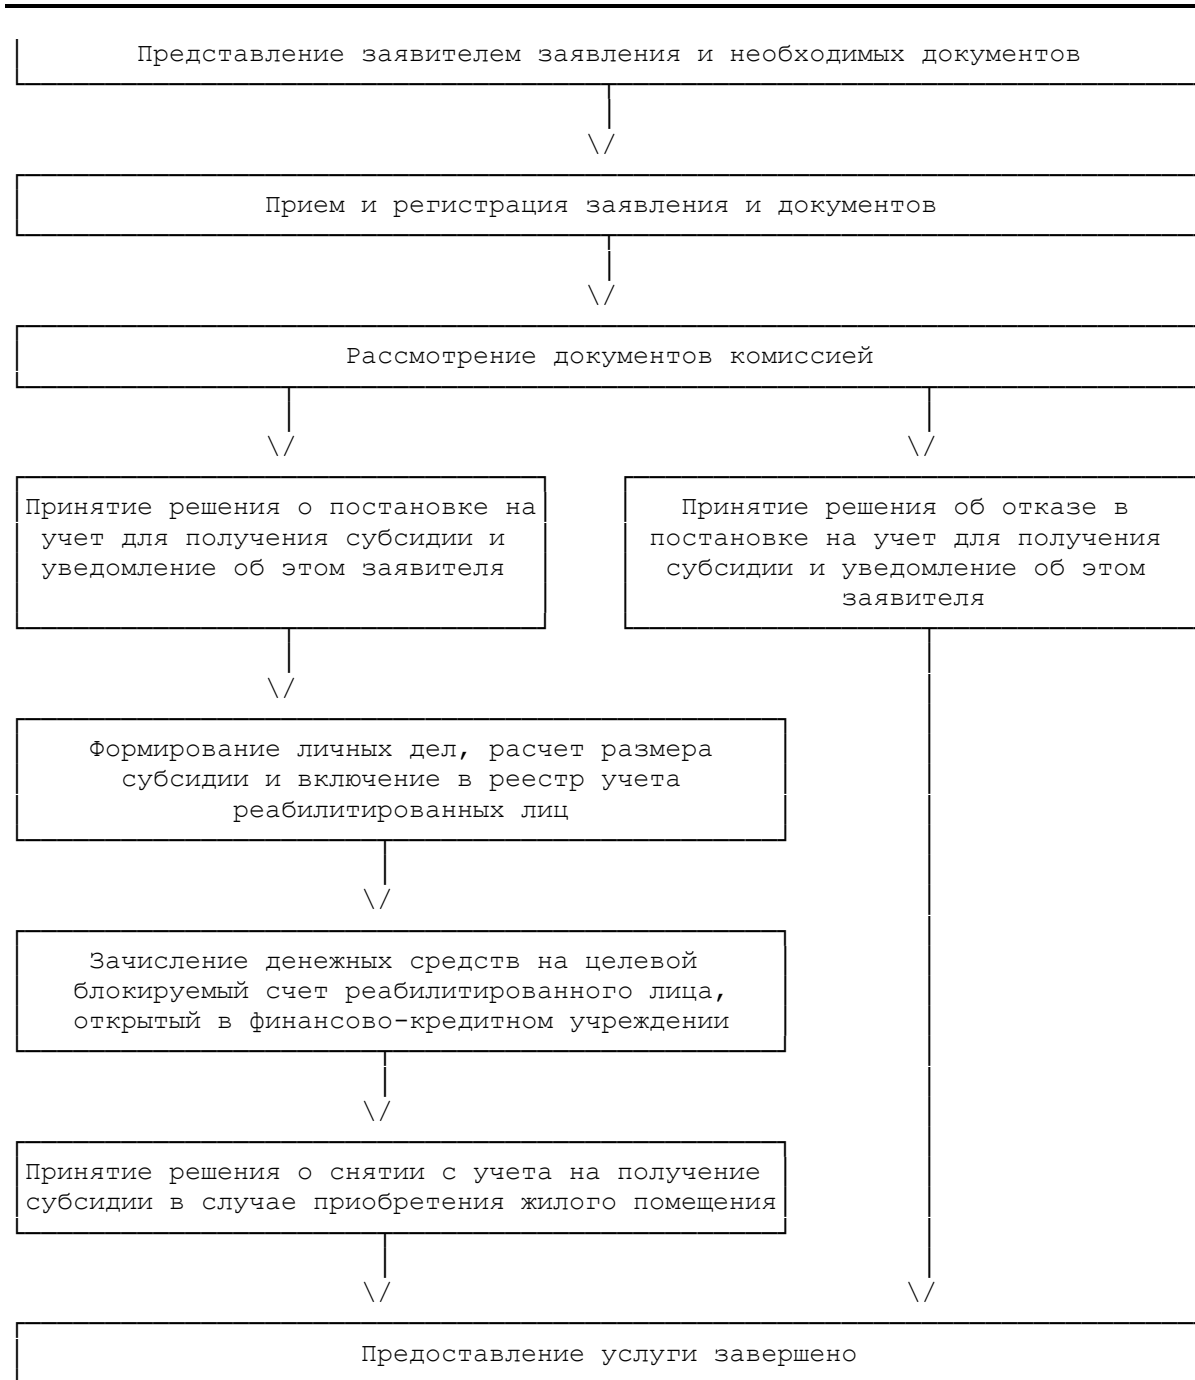 Представление заявителем заявления и необходимых документов
Прием и регистрация заявления и документов
Рассмотрение документов комиссией
Принятие решения о постановке на
учет для получения субсидии и
уведомление об этом заявителя
Принятие решения об отказе в
постановке на учет для получения
субсидии и уведомление об этом
заявителя
Формирование личных дел, расчет размера
субсидии и включение в реестр учета
реабилитированных лиц
Зачисление денежных средств на целевой
блокируемый счет реабилитированного лица,
открытый в финансово-кредитном учреждении
Принятие решения о снятии с учета на получение
субсидии в случае приобретения жилого помещения
Предоставление услуги завершено